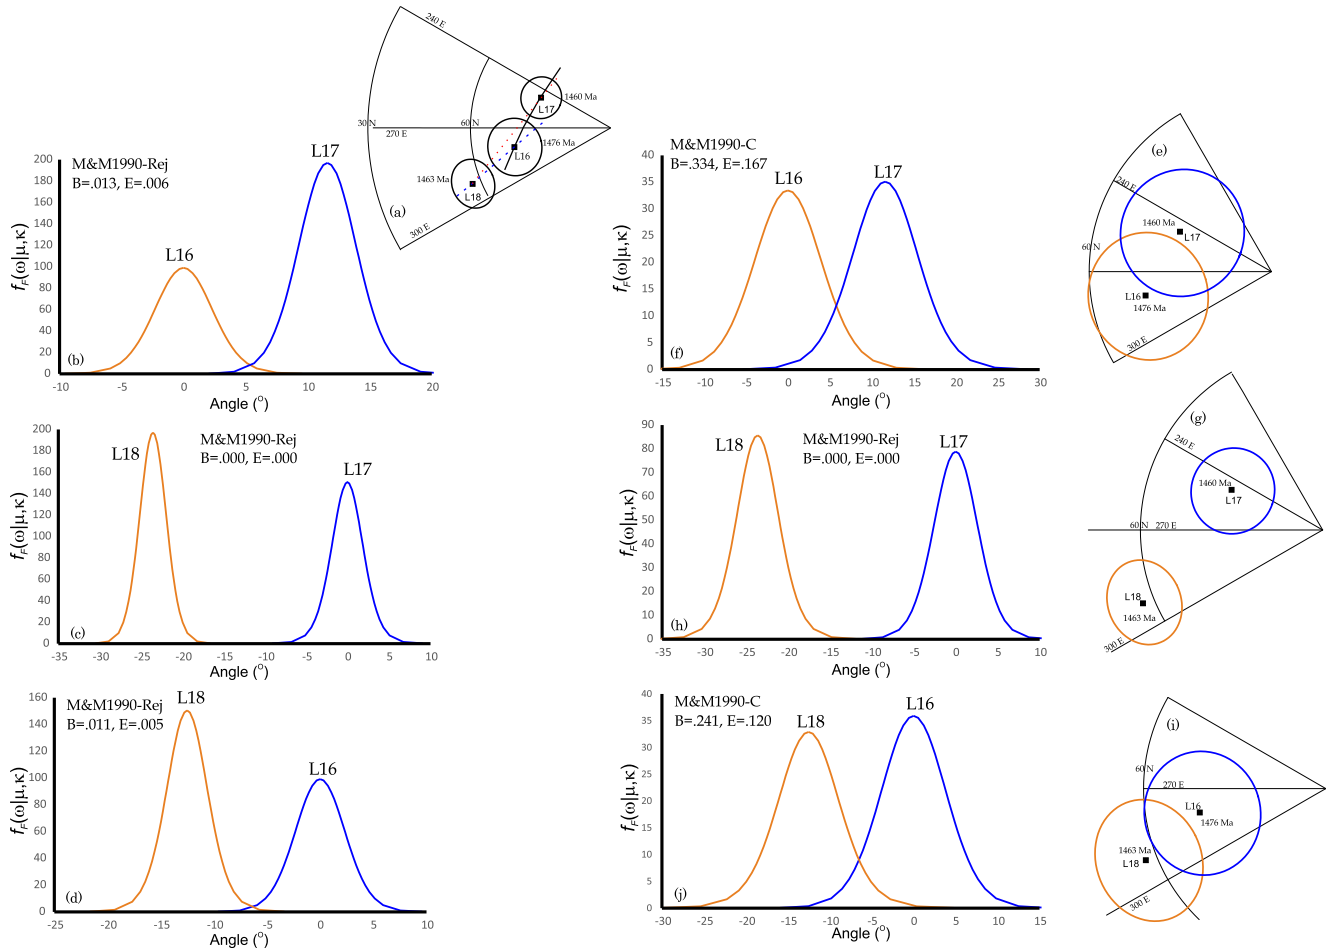 240 E
L17
1460 Ma
30 N
270 E
60 N
1476 Ma
L16
1463 Ma
L18
(a)
300 E
M&M1990-Rej
B=.013, E=.006
L17
L16
200
180
160
140
120
100
80
60
40
20
0
fF(ω|μ,κ)
(b)
-10
-5
0
5
10
15
20
Angle (o)
M&M1990-C
B=.334, E=.167
L16
L17
40
35
30
25
20
15
10
5
0
fF(ω|μ,κ)
(f)
-15
-10
-5
0
5
10
15
20
25
30
Angle (o)
(e)
240 E
1460 Ma
L17
60 N
L16
1476 Ma
300 E
M&M1990-Rej
B=.000, E=.000
L18
L17
200
180
160
140
120
100
80
60
40
20
0
fF(ω|μ,κ)
(c)
-35
-30
-25
-20
-15
-10
-5
0
5
10
Angle (o)
M&M1990-Rej
B=.000, E=.000
L18
L17
90
80
70
60
50
40
30
20
10
0
fF(ω|μ,κ)
(h)
-35
-30
-25
-20
-15
-10
-5
0
5
10
Angle (o)
(g)
240 E
1460 Ma
L17
60 N
270 E
L18
1463 Ma
300 E
M&M1990-Rej
B=.011, E=.005
L18
L16
160
140
120
100
80
60
40
20
0
fF(ω|μ,κ)
(d)
-25
-20
-15
-10
-5
0
5
10
Angle (o)
M&M1990-C
B=.241, E=.120
L18
L16
40
35
30
25
20
15
10
5
0
fF(ω|μ,κ)
(j)
-30
-25
-20
-15
-10
-5
0
5
10
15
Angle (o)
(i)
60 N
270 E
L16
1476 Ma
1463 Ma
L18
300 E